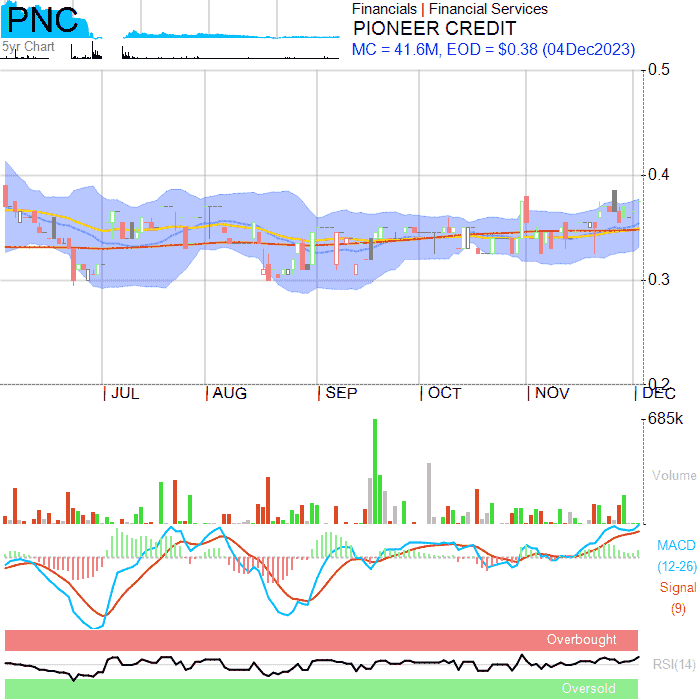 PNC
5yr Chart
Financials | Financial Services
PIONEER CREDIT
MC = 41.6M, EOD = $0.38 (04Dec2023)
0.5
0.4
0.3
0.2
JUL AUG SEP OCT NOV DEC
685k
Volume
MACD
(12-26)
Signal
(9)
Overbought
RSI(14)
Oversold